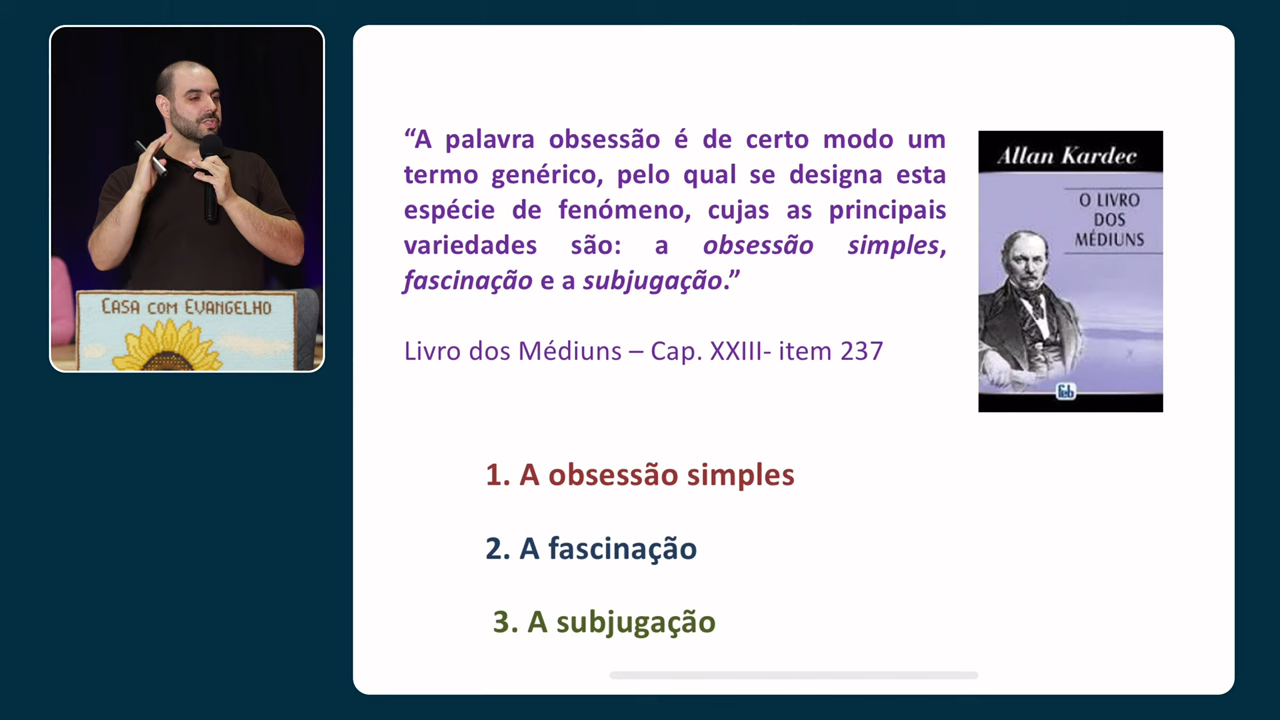 CASA COM EVANGELHO
“A palavra obsessão é de certo modo um
termo genérico, pelo qual se designa esta
espécie de fenómeno, cujas as principais
variedades são: a obsessão simples,
fascinação e a subjugação.”
Livro dos Médiuns – Cap. XXIII- item 237
Allan Kardec
O LIVRO
DOS
MÉDIUNS
feb
1. A obsessão simples
2. A fascinação
3. A subjugação